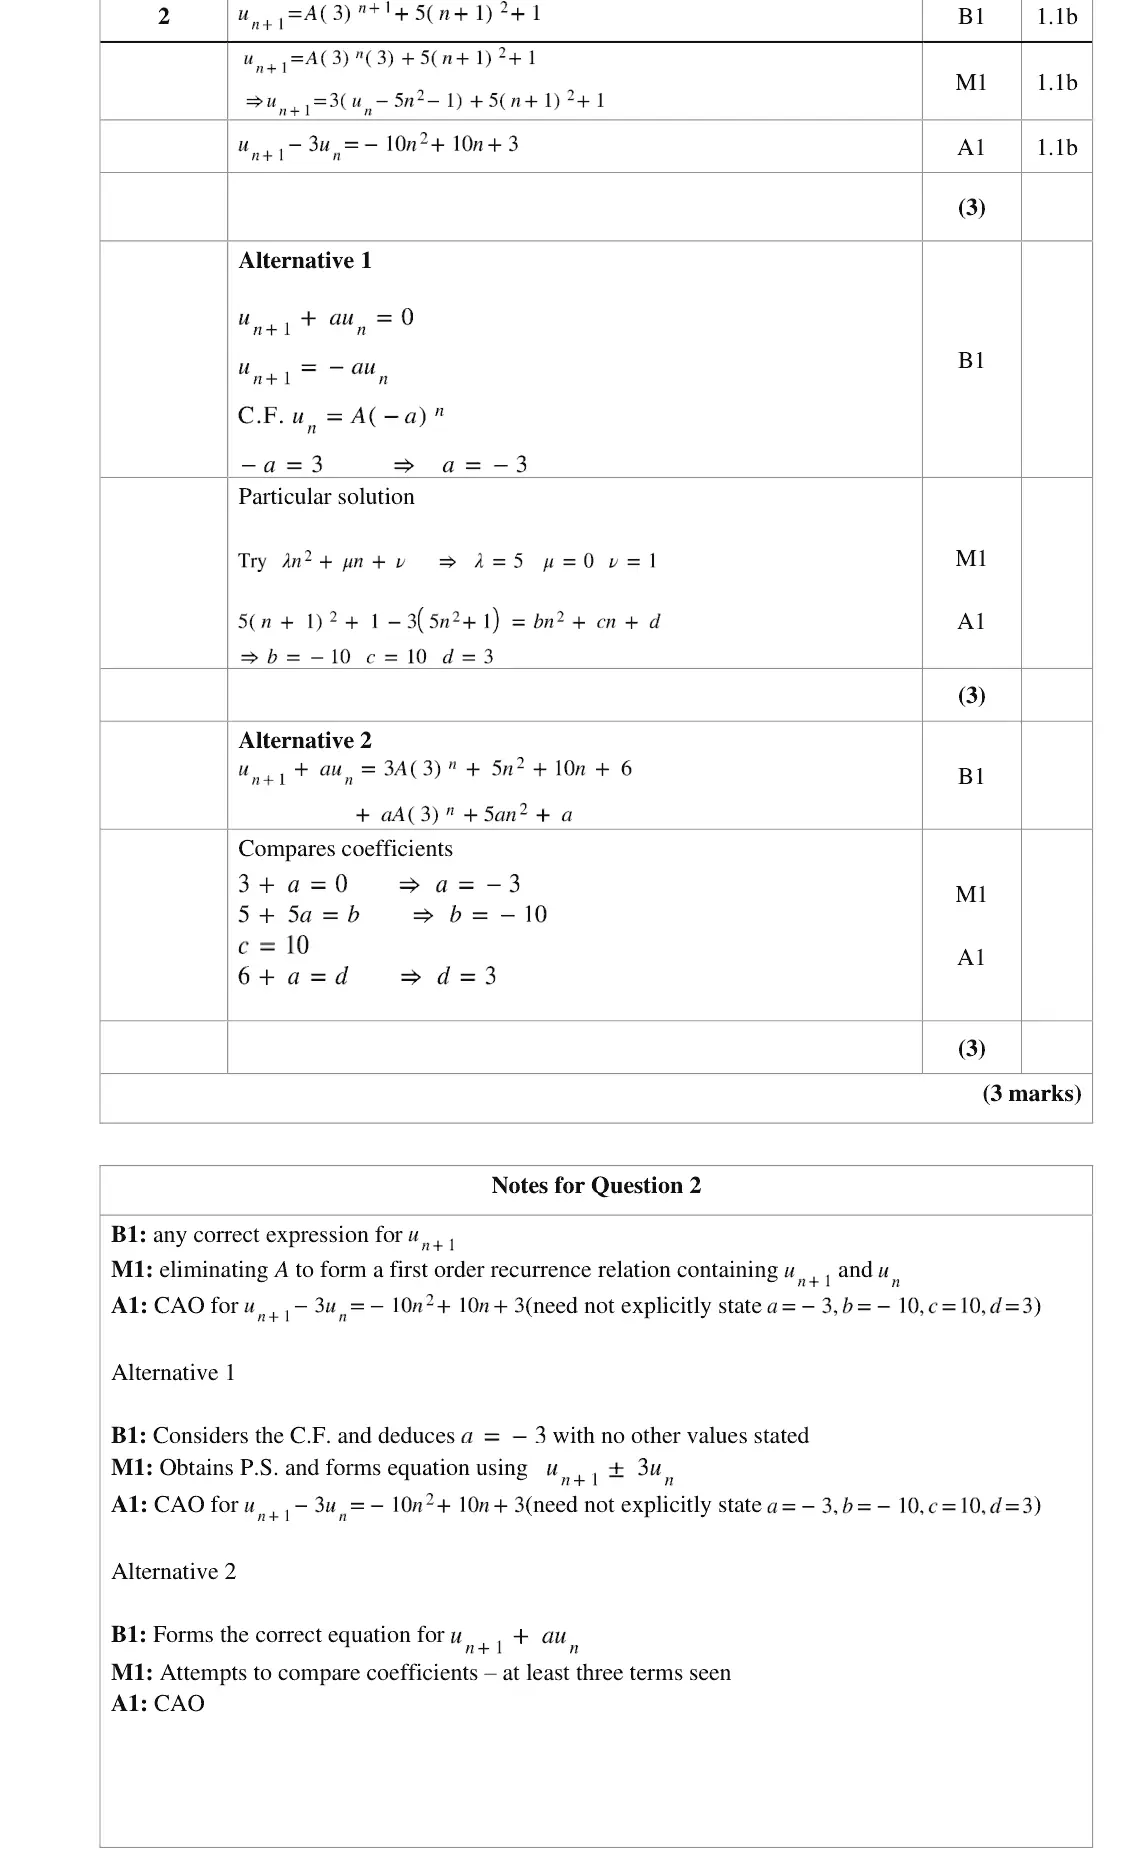 2 u_{n+1}=A(3)^{n+1}+5(n+1)^2+1 B1 1.1b
u_{n+1}=A(3)^n(3)+5(n+1)^2+1
⇒u_{n+1}=3(u_n−5n^2−1)+5(n+1)^2+1 M1 1.1b
u_{n+1}−3u_n=−10n^2+10n+3 A1 1.1b
(3)
Alternative 1
u_{n+1} + au_n = 0
u_{n+1} = − au_n B1
C.F. u_n = A(−a)^n
−a = 3 ⇒ a = −3
Particular solution
Try λn^2 + μn + ν ⇒ λ = 5 μ = 0 ν = 1 M1
5(n + 1)^2 + 1 − 3(5n^2+1) = bn^2 + cn + d A1
⇒ b = −10 c = 10 d = 3
(3)
Alternative 2
u_{n+1} + au_n = 3A(3)^n + 5n^2 + 10n + 6 B1
+ aA(3)^n + 5an^2 + a
Compares coefficients
3 + a = 0 ⇒ a = −3 M1
5 + 5a = b ⇒ b = −10
c = 10 A1
6 + a = d ⇒ d = 3
(3)
(3 marks)
Notes for Question 2
B1: any correct expression for u_{n+1}
M1: eliminating A to form a first order recurrence relation containing u_{n+1} and u_n
A1: CAO for u_{n+1}−3u_n=−10n^2+10n+3(need not explicitly state a=−3,b=−10,c=10,d=3)
Alternative 1
B1: Considers the C.F. and deduces a = −3 with no other values stated
M1: Obtains P.S. and forms equation using u_{n+1} ± 3u_n
A1: CAO for u_{n+1}−3u_n=−10n^2+10n+3(need not explicitly state a=−3,b=−10,c=10,d=3)
Alternative 2
B1: Forms the correct equation for u_{n+1} + au_n
M1: Attempts to compare coefficients – at least three terms seen
A1: CAO